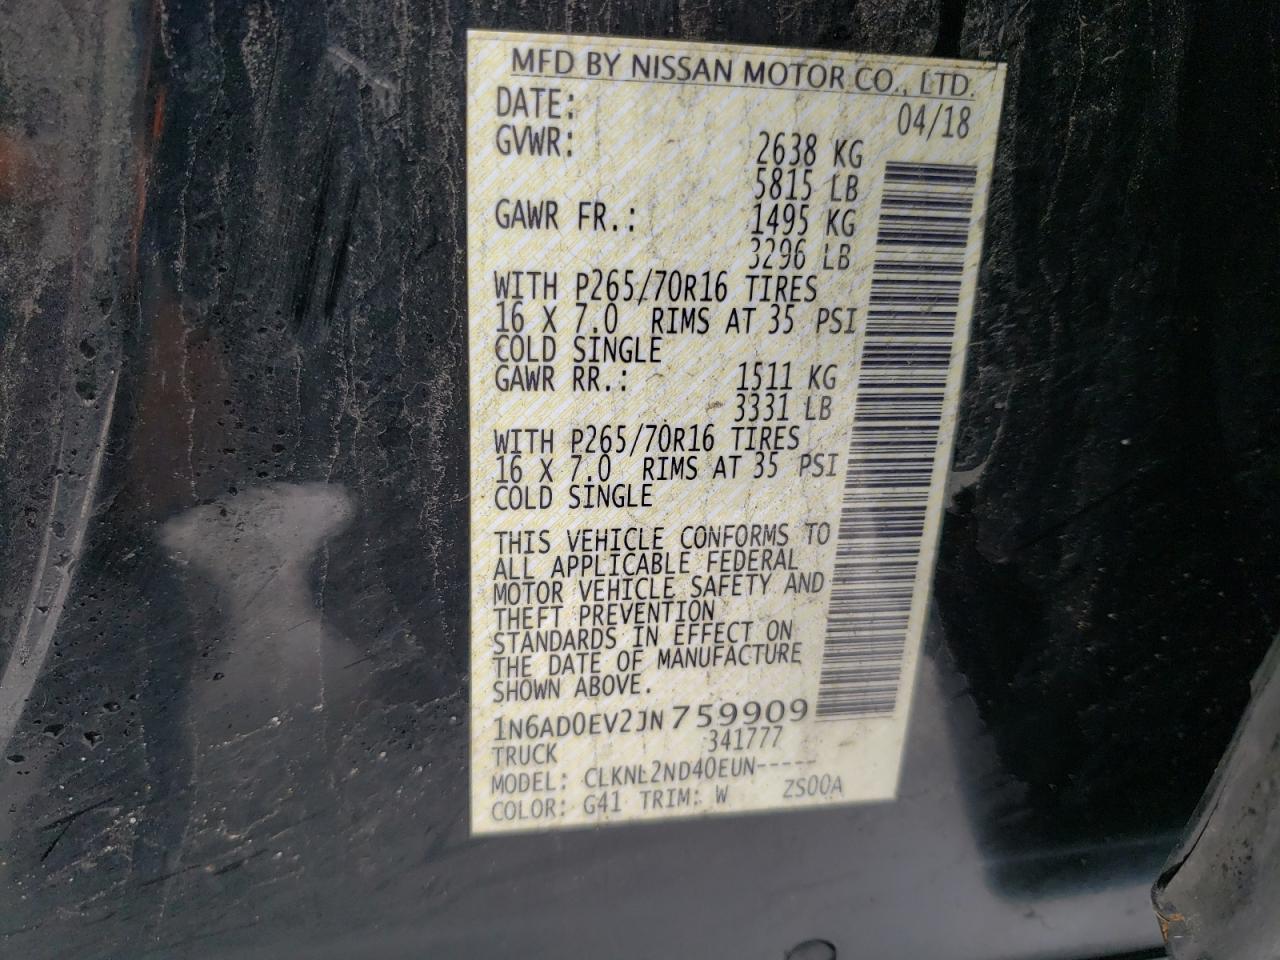 MFD BY NISSAN MOTOR CO., LTD.
DATE: 04/18
GVWR: 2638 KG
5815 LB
GAWR FR.: 1495 KG
3296 LB
WITH P265/70R16 TIRES
16 X 7.0 RIMS AT 35 PSI
COLD SINGLE
GAWR RR.: 1511 KG
3331 LB
WITH P265/70R16 TIRES
16 X 7.0 RIMS AT 35 PSI
COLD SINGLE
THIS VEHICLE CONFORMS TO
ALL APPLICABLE FEDERAL
MOTOR VEHICLE SAFETY AND
THEFT PREVENTION
STANDARDS IN EFFECT ON
THE DATE OF MANUFACTURE
SHOWN ABOVE.
1N6AD0EV2JN759909
TRUCK 341777
MODEL: CLKNL2ND40EUN-----
COLOR: G41 TRIM: W ZS00A